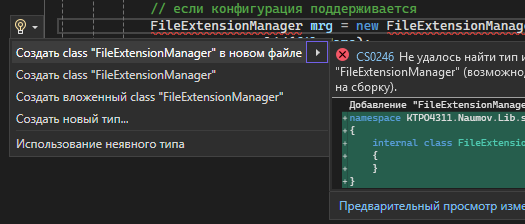 // если конфигурация поддерживается
FileExtensionManager mrg = new FileExtensionManag
Создать class "FileExtensionManager" в новом файле
Создать class "FileExtensionManager"
Создать вложенный class "FileExtensionManager"
Создать новый тип...
Использование неявного типа
CS0246 Не удалось найти тип и
"FileExtensionManager" (возможно,
на сборку).
Добавление "FileExtensionManage
+namespace КТРО4311.Naumov.Lib.s
+{
+ internal class FileExtension
+ {
+ }
+}
Предварительный просмотр изме